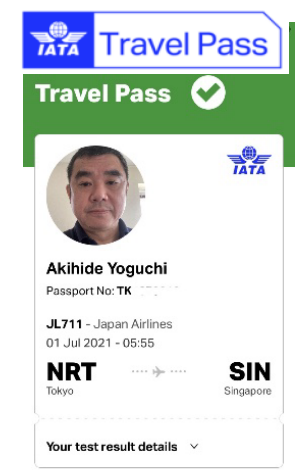 IATA Travel Pass
Travel Pass
IATA
Akihide Yoguchi
Passport No: TK
JL711 - Japan Airlines
01 Jul 2021 - 05:55
NRT SIN
Tokyo Singapore
Your test result details